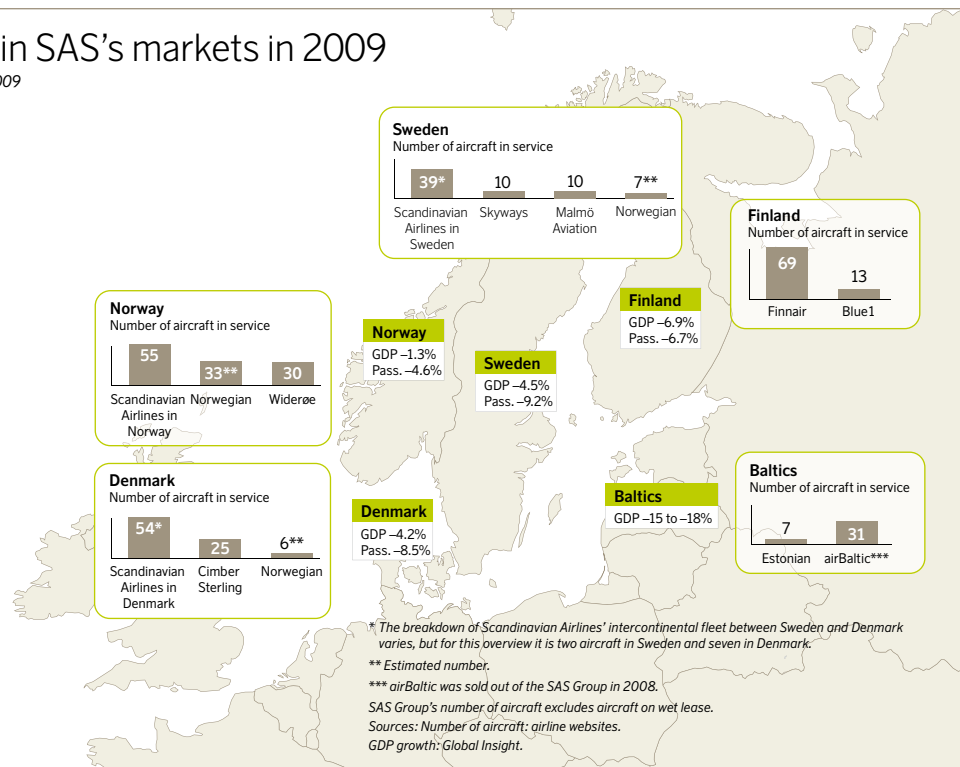 in SAS's markets in 2009
Sweden
Number of aircraft in service
39*
10
10
7**
Scandinavian
Airlines in
Sweden
Skyways
Malmö
Aviation
Norwegian
Finland
Number of aircraft in service
69
13
Finnair
Blue1
Norway
Number of aircraft in service
55
33**
30
Scandinavian
Airlines in
Norway
Norwegian
Widerøe
Norway
GDP –1.3%
Pass. –4.6%
Sweden
GDP –4.5%
Pass. –9.2%
Finland
GDP –6.9%
Pass. –6.7%
Denmark
Number of aircraft in service
54*
25
6**
Scandinavian
Airlines in
Denmark
Cimber
Sterling
Norwegian
Denmark
GDP –4.2%
Pass. –8.5%
Baltics
GDP –15 to –18%
Baltics
Number of aircraft in service
7
31
Estonian
airBaltic***
* The breakdown of Scandinavian Airlines' intercontinental fleet between Sweden and Denmark
varies, but for this overview it is two aircraft in Sweden and seven in Denmark.
** Estimated number.
*** airBaltic was sold out of the SAS Group in 2008.
SAS Group's number of aircraft excludes aircraft on wet lease.
Sources: Number of aircraft: airline websites.
GDP growth: Global Insight.